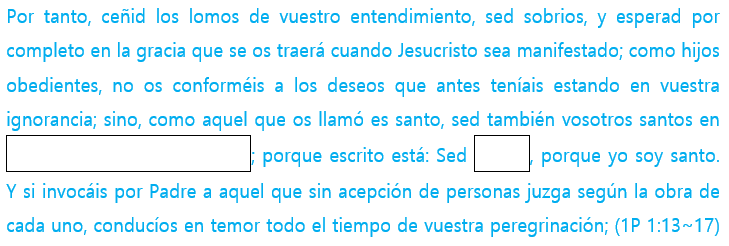 Por tanto, ceñid los lomos de vuestro entendimiento, sed sobrios, y esperad por
completo en la gracia que se os traerá cuando Jesucristo sea manifestado; como hijos
obedientes, no os conforméis a los deseos que antes teníais estando en vuestra
ignorancia; sino, como aquel que os llamó es santo, sed también vosotros santos en
; porque escrito está: Sed , porque yo soy santo.
Y si invocáis por Padre a aquel que sin acepción de personas juzga según la obra de
cada uno, conducíos en temor todo el tiempo de vuestra peregrinación; (1P 1:13~17)